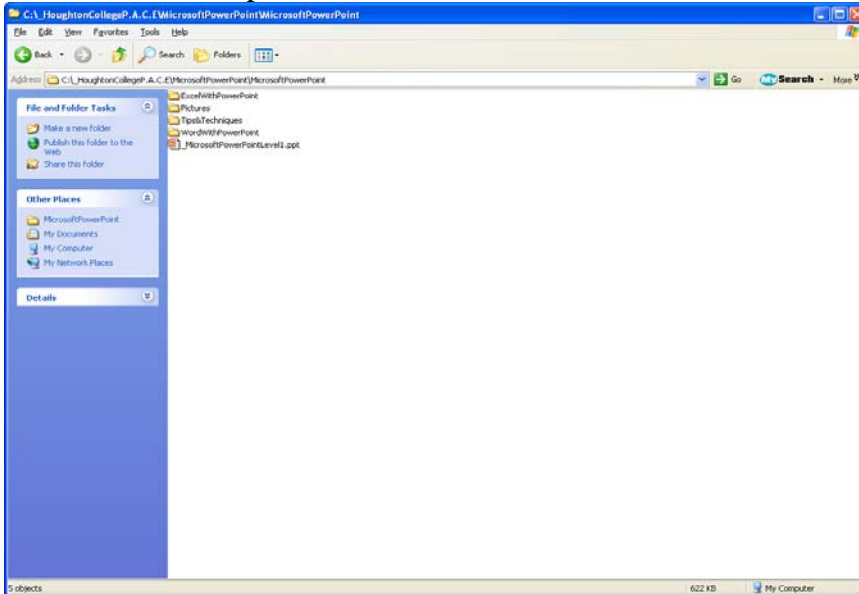 C:\_HoughtonCollegeP.A.C.E\MicrosoftPowerPoint\MicrosoftPowerPoint
File Edit View Favorites Tools Help
Back Search Folders
Address C:\_HoughtonCollegeP.A.C.E\MicrosoftPowerPoint\MicrosoftPowerPoint Go MySearch More
File and Folder Tasks
Make a new folder
Publish this folder to the
Web
Share this folder
Other Places
MicrosoftPowerPoint
My Documents
My Computer
My Network Places
Details
ExcelWithPowerPoint
Pictures
Tips&Techniques
WordWithPowerPoint
_MicrosoftPowerPointLevel1.ppt
5 objects 622 KB My Computer